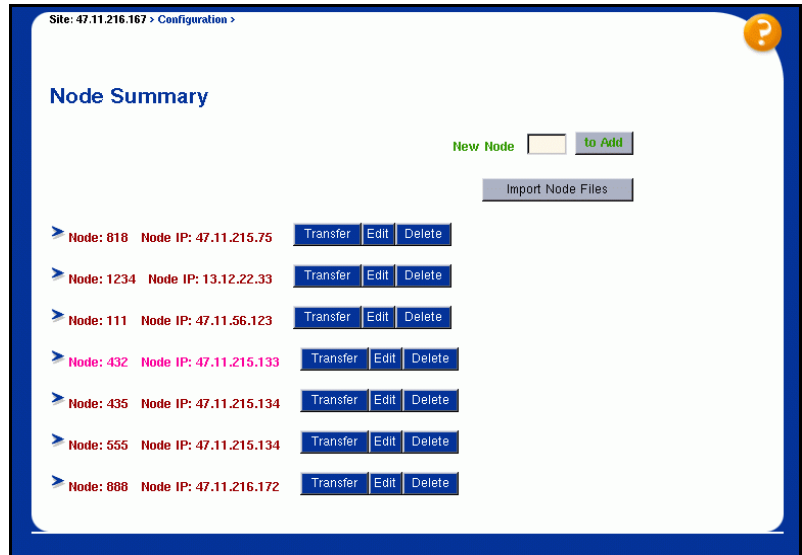 Site: 47.11.216.167 > Configuration >
?
Node Summary
New Node to Add
Import Node Files
Node: 818 Node IP: 47.11.215.75 Transfer Edit Delete
Node: 1234 Node IP: 13.12.22.33 Transfer Edit Delete
Node: 111 Node IP: 47.11.56.123 Transfer Edit Delete
Node: 432 Node IP: 47.11.215.133 Transfer Edit Delete
Node: 435 Node IP: 47.11.215.134 Transfer Edit Delete
Node: 555 Node IP: 47.11.215.134 Transfer Edit Delete
Node: 888 Node IP: 47.11.216.172 Transfer Edit Delete